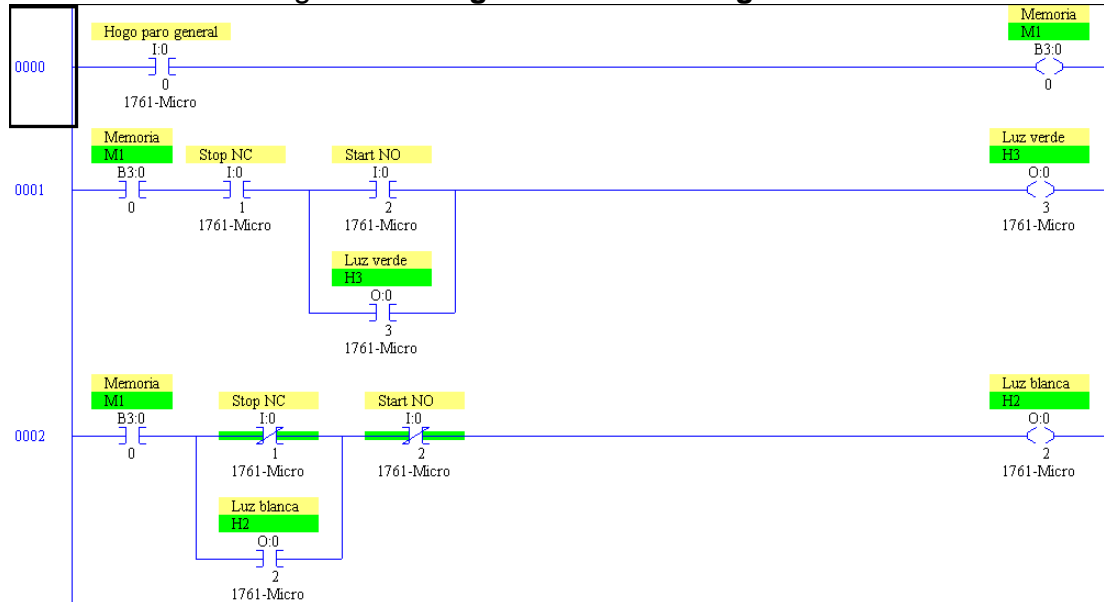 Hogo paro general
I:0
0
1761-Micro
Memoria
M1
B3:0
0
0000
Memoria
M1
B3:0
0
Stop NC
I:0
1
1761-Micro
Start NO
I:0
2
1761-Micro
Luz verde
H3
O:0
3
1761-Micro
Luz verde
H3
O:0
3
1761-Micro
0001
Memoria
M1
B3:0
0
Stop NC
I:0
1
1761-Micro
Start NO
I:0
2
1761-Micro
Luz blanca
H2
O:0
2
1761-Micro
Luz blanca
H2
O:0
2
1761-Micro
0002